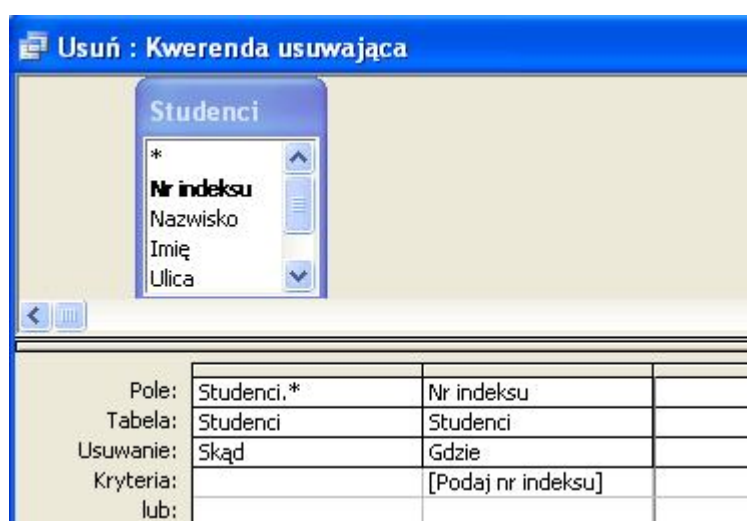 Usuń : Kwerenda usuwająca
Studenci
*
Nr indeksu
Nazwisko
Imię
Ulica
Pole: Studenci.* Nr indeksu
Tabela: Studenci Studenci
Usuwanie: Skąd Gdzie
Kryteria: [Podaj nr indeksu]
lub: